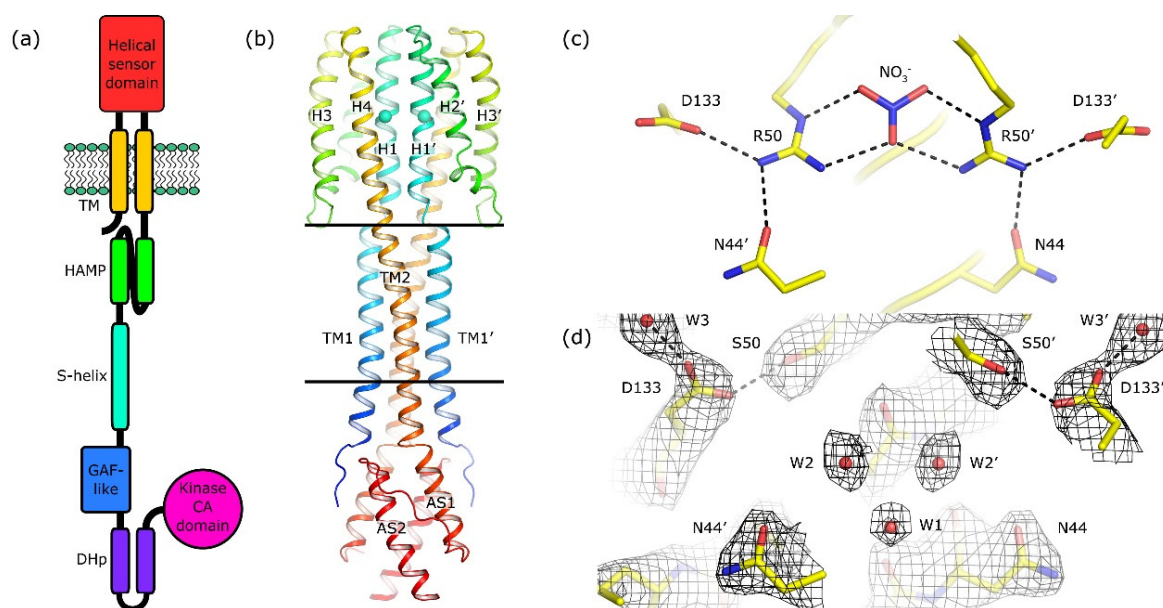 (a)
Helical
sensor
domain
TM
HAMP
S-helix
GAF-
like
Kinase
CA
domain
DHp
(b)
H3
H4
H2′
H3′
H1
H1′
TM2
TM1
TM1′
AS1
AS2
(c)
NO₃⁻
D133
D133′
R50
R50′
N44′
N44
(d)
W3
S50
S50′
W3′
D133
D133′
W2
W2′
W1
N44′
N44